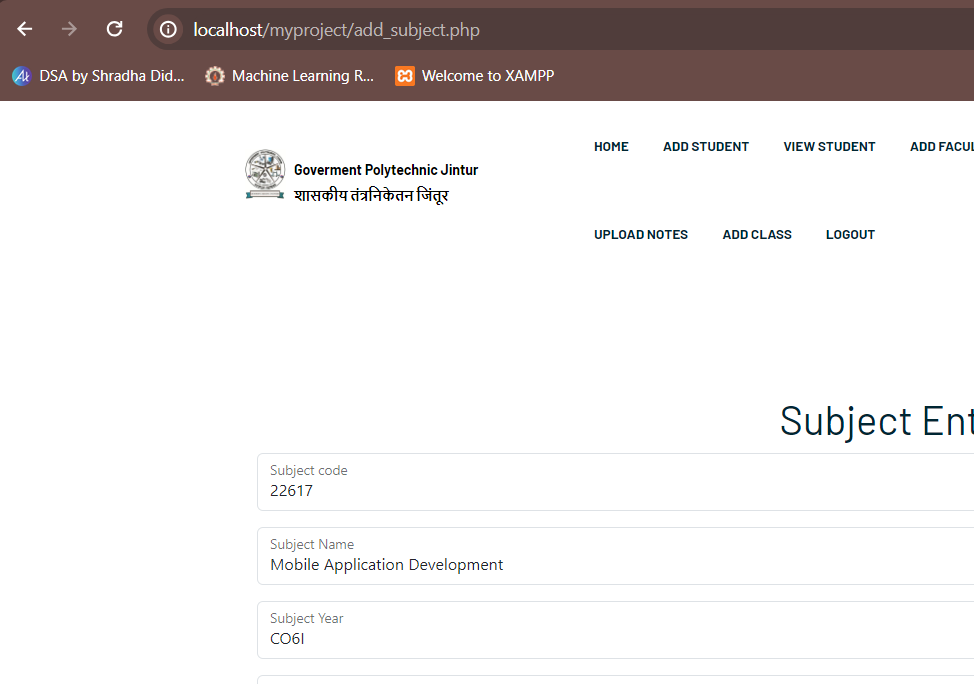 localhost/myproject/add_subject.php
DSA by Shradha Did... Machine Learning R... Welcome to XAMPP
HOME ADD STUDENT VIEW STUDENT ADD FACUL
Goverment Polytechnic Jintur
शासकीय तंत्रनिकेतन जिंतूर
UPLOAD NOTES ADD CLASS LOGOUT
Subject Ent
Subject code
22617
Subject Name
Mobile Application Development
Subject Year
CO6I